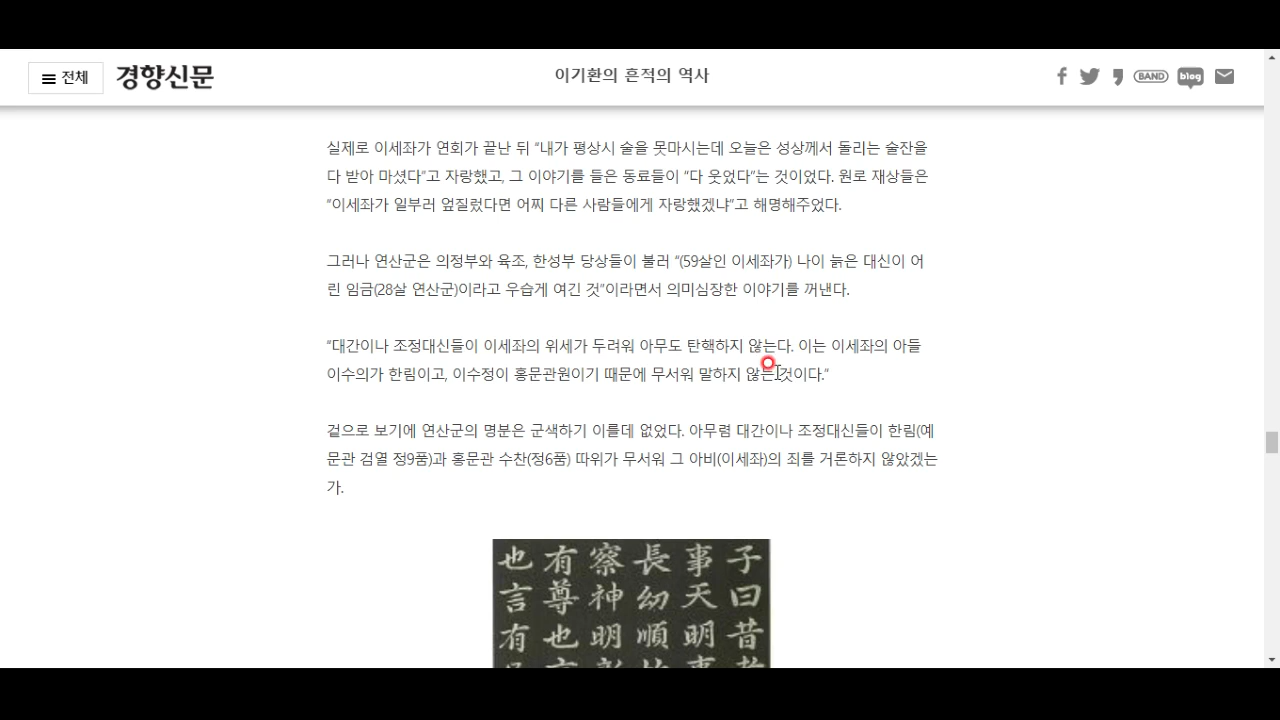 전체
경향신문
이기환의 흔적의 역사
BAND
blog
실제로 이세좌가 연회가 끝난 뒤 “내가 평상시 술을 못마시는데 오늘은 성상께서 돌리는 술잔을
다 받아 마셨다”고 자랑했고, 그 이야기를 들은 동료들이 “다 웃었다”는 것이었다. 원로 재상들은
“이세좌가 일부러 엎질렀다면 어찌 다른 사람들에게 자랑했겠냐”고 해명해주었다.
그러나 연산군은 의정부와 육조, 한성부 당상들이 불러 “(59살인 이세좌가) 나이 늙은 대신이 어
린 임금(28살 연산군)이라고 우습게 여긴 것”이라면서 의미심장한 이야기를 꺼낸다.
“대간이나 조정대신들이 이세좌의 위세가 두려워 아무도 탄핵하지 않는다. 이는 이세좌의 아들
이수의가 한림이고, 이수정이 홍문관원이기 때문에 무서워 말하지 않는 것이다.”
겉으로 보기에 연산군의 명분은 군색하기 이를데 없었다. 아무렴 대간이나 조정대신들이 한림(예
문관 검열 정9품)과 홍문관 수찬(정6품) 따위가 무서워 그 아비(이세좌)의 죄를 거론하지 않았겠는
가.
子曰昔
事天明
長幼順
察神明
有尊也
也言有